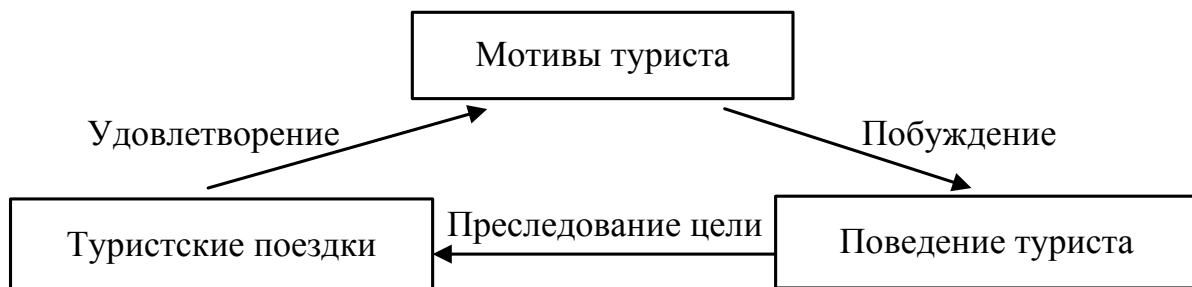 Мотивы туриста
Удовлетворение
Побуждение
Туристские поездки
Преследование цели
Поведение туриста